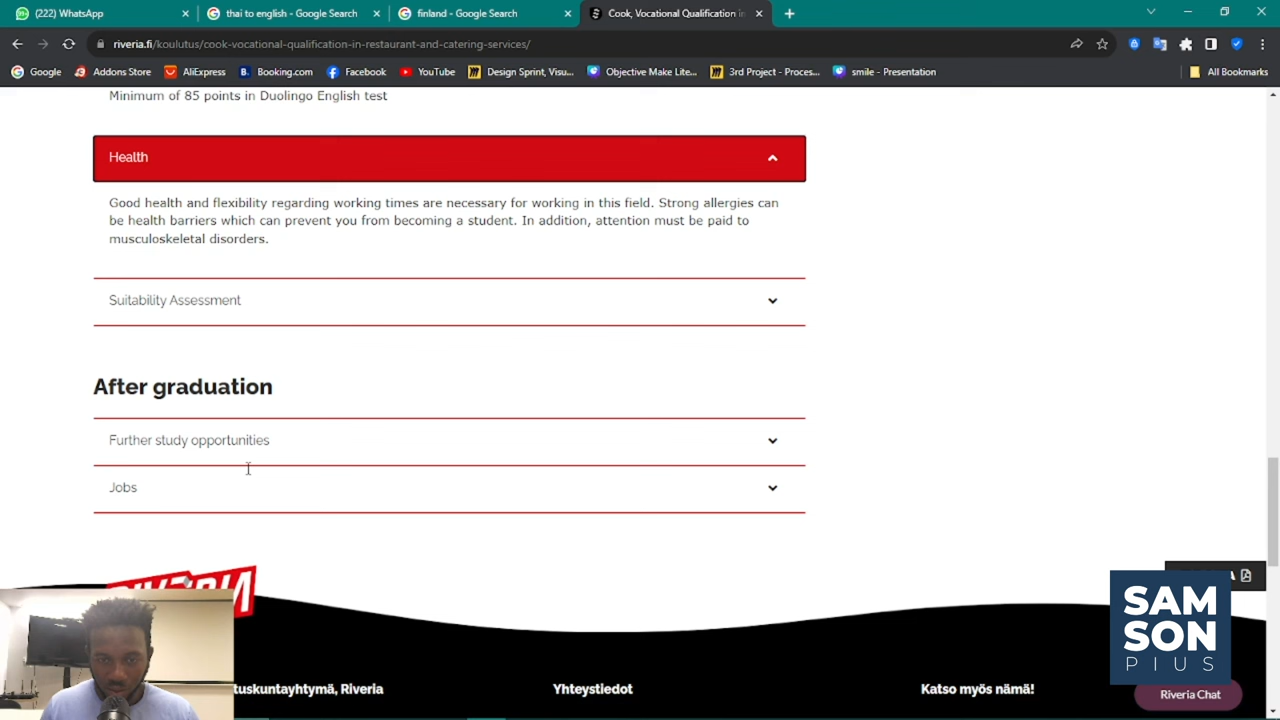 (222) WhatsApp
thai to english - Google Search
finland - Google Search
Cook, Vocational Qualification in
riveria.fi/koulutus/cook-vocational-qualification-in-restaurant-and-catering-services/
Google
Addons Store
AliExpress
Booking.com
Facebook
YouTube
Design Sprint, Visu...
Objective Make Lite...
3rd Project - Proces...
smile - Presentation
All Bookmarks
Minimum of 85 points in Duolingo English test
Health
Good health and flexibility regarding working times are necessary for working in this field. Strong allergies can
be health barriers which can prevent you from becoming a student. In addition, attention must be paid to
musculoskeletal disorders.
Suitability Assessment
After graduation
Further study opportunities
Jobs
RIVERIA
SAM
SON
PIUS
tuskuntayhtymä, Riveria
Yhteystiedot
Katso myös nämä!
Riveria Chat